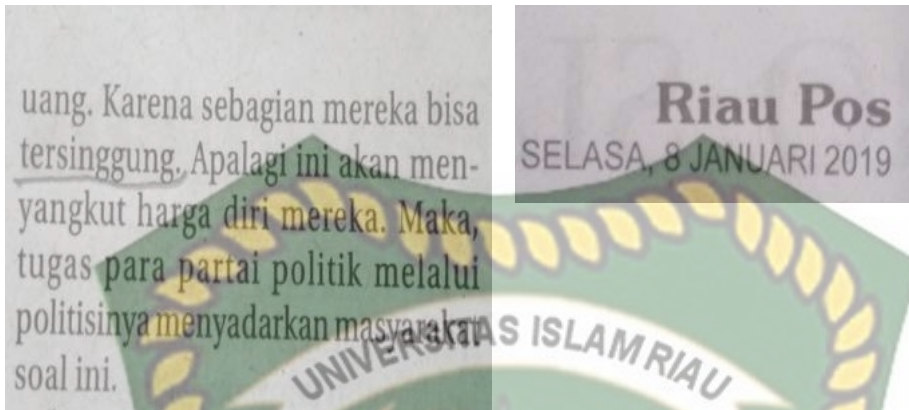 uang. Karena sebagian mereka bisa
tersinggung. Apalagi ini akan men-
yangkut harga diri mereka. Maka,
tugas para partai politik melalui
politisinya menyadarkan masyarakat
soal ini.
Riau Pos
SELASA, 8 JANUARI 2019
UNIVERSITAS ISLAM RIAU